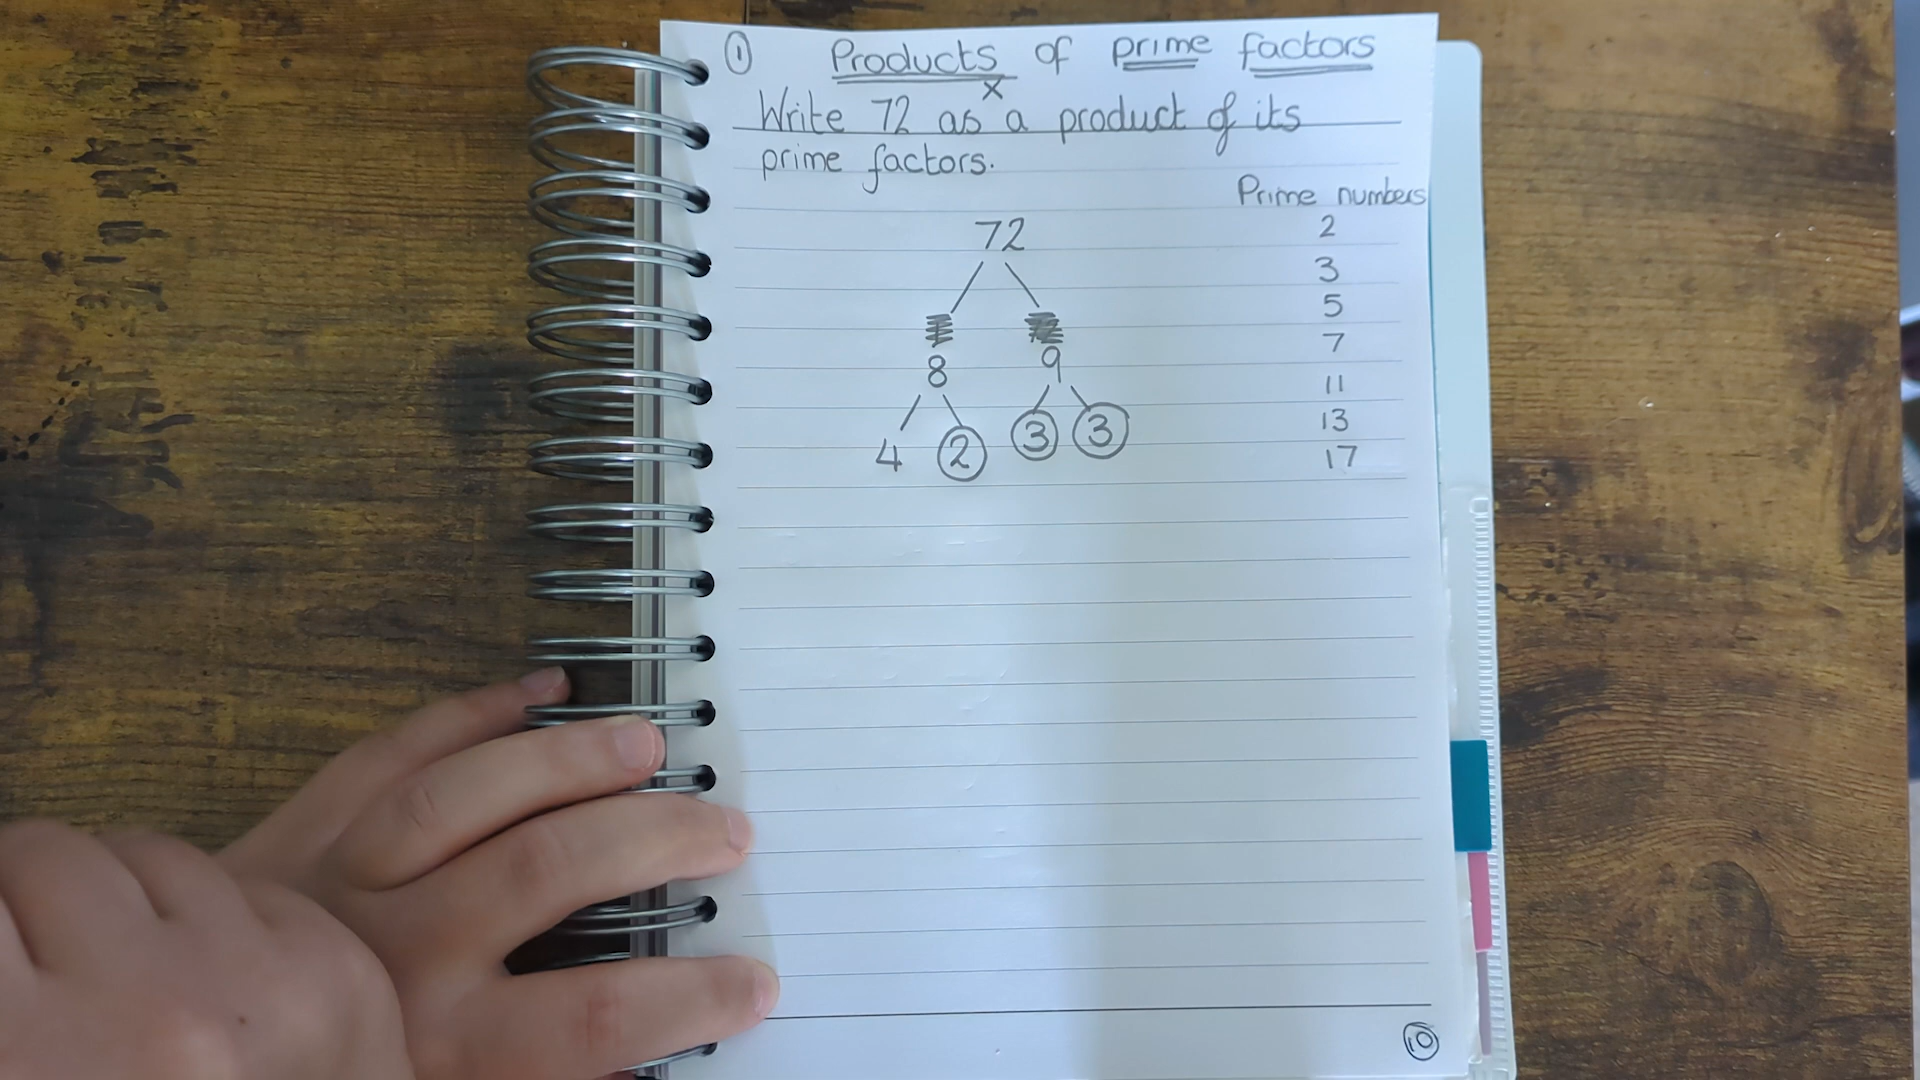 ① Products of prime factors
x
Write 72 as a product of its
prime factors.
Prime numbers
72
2
3
5
8 9
7
11
4 2 3 3
13
17
10